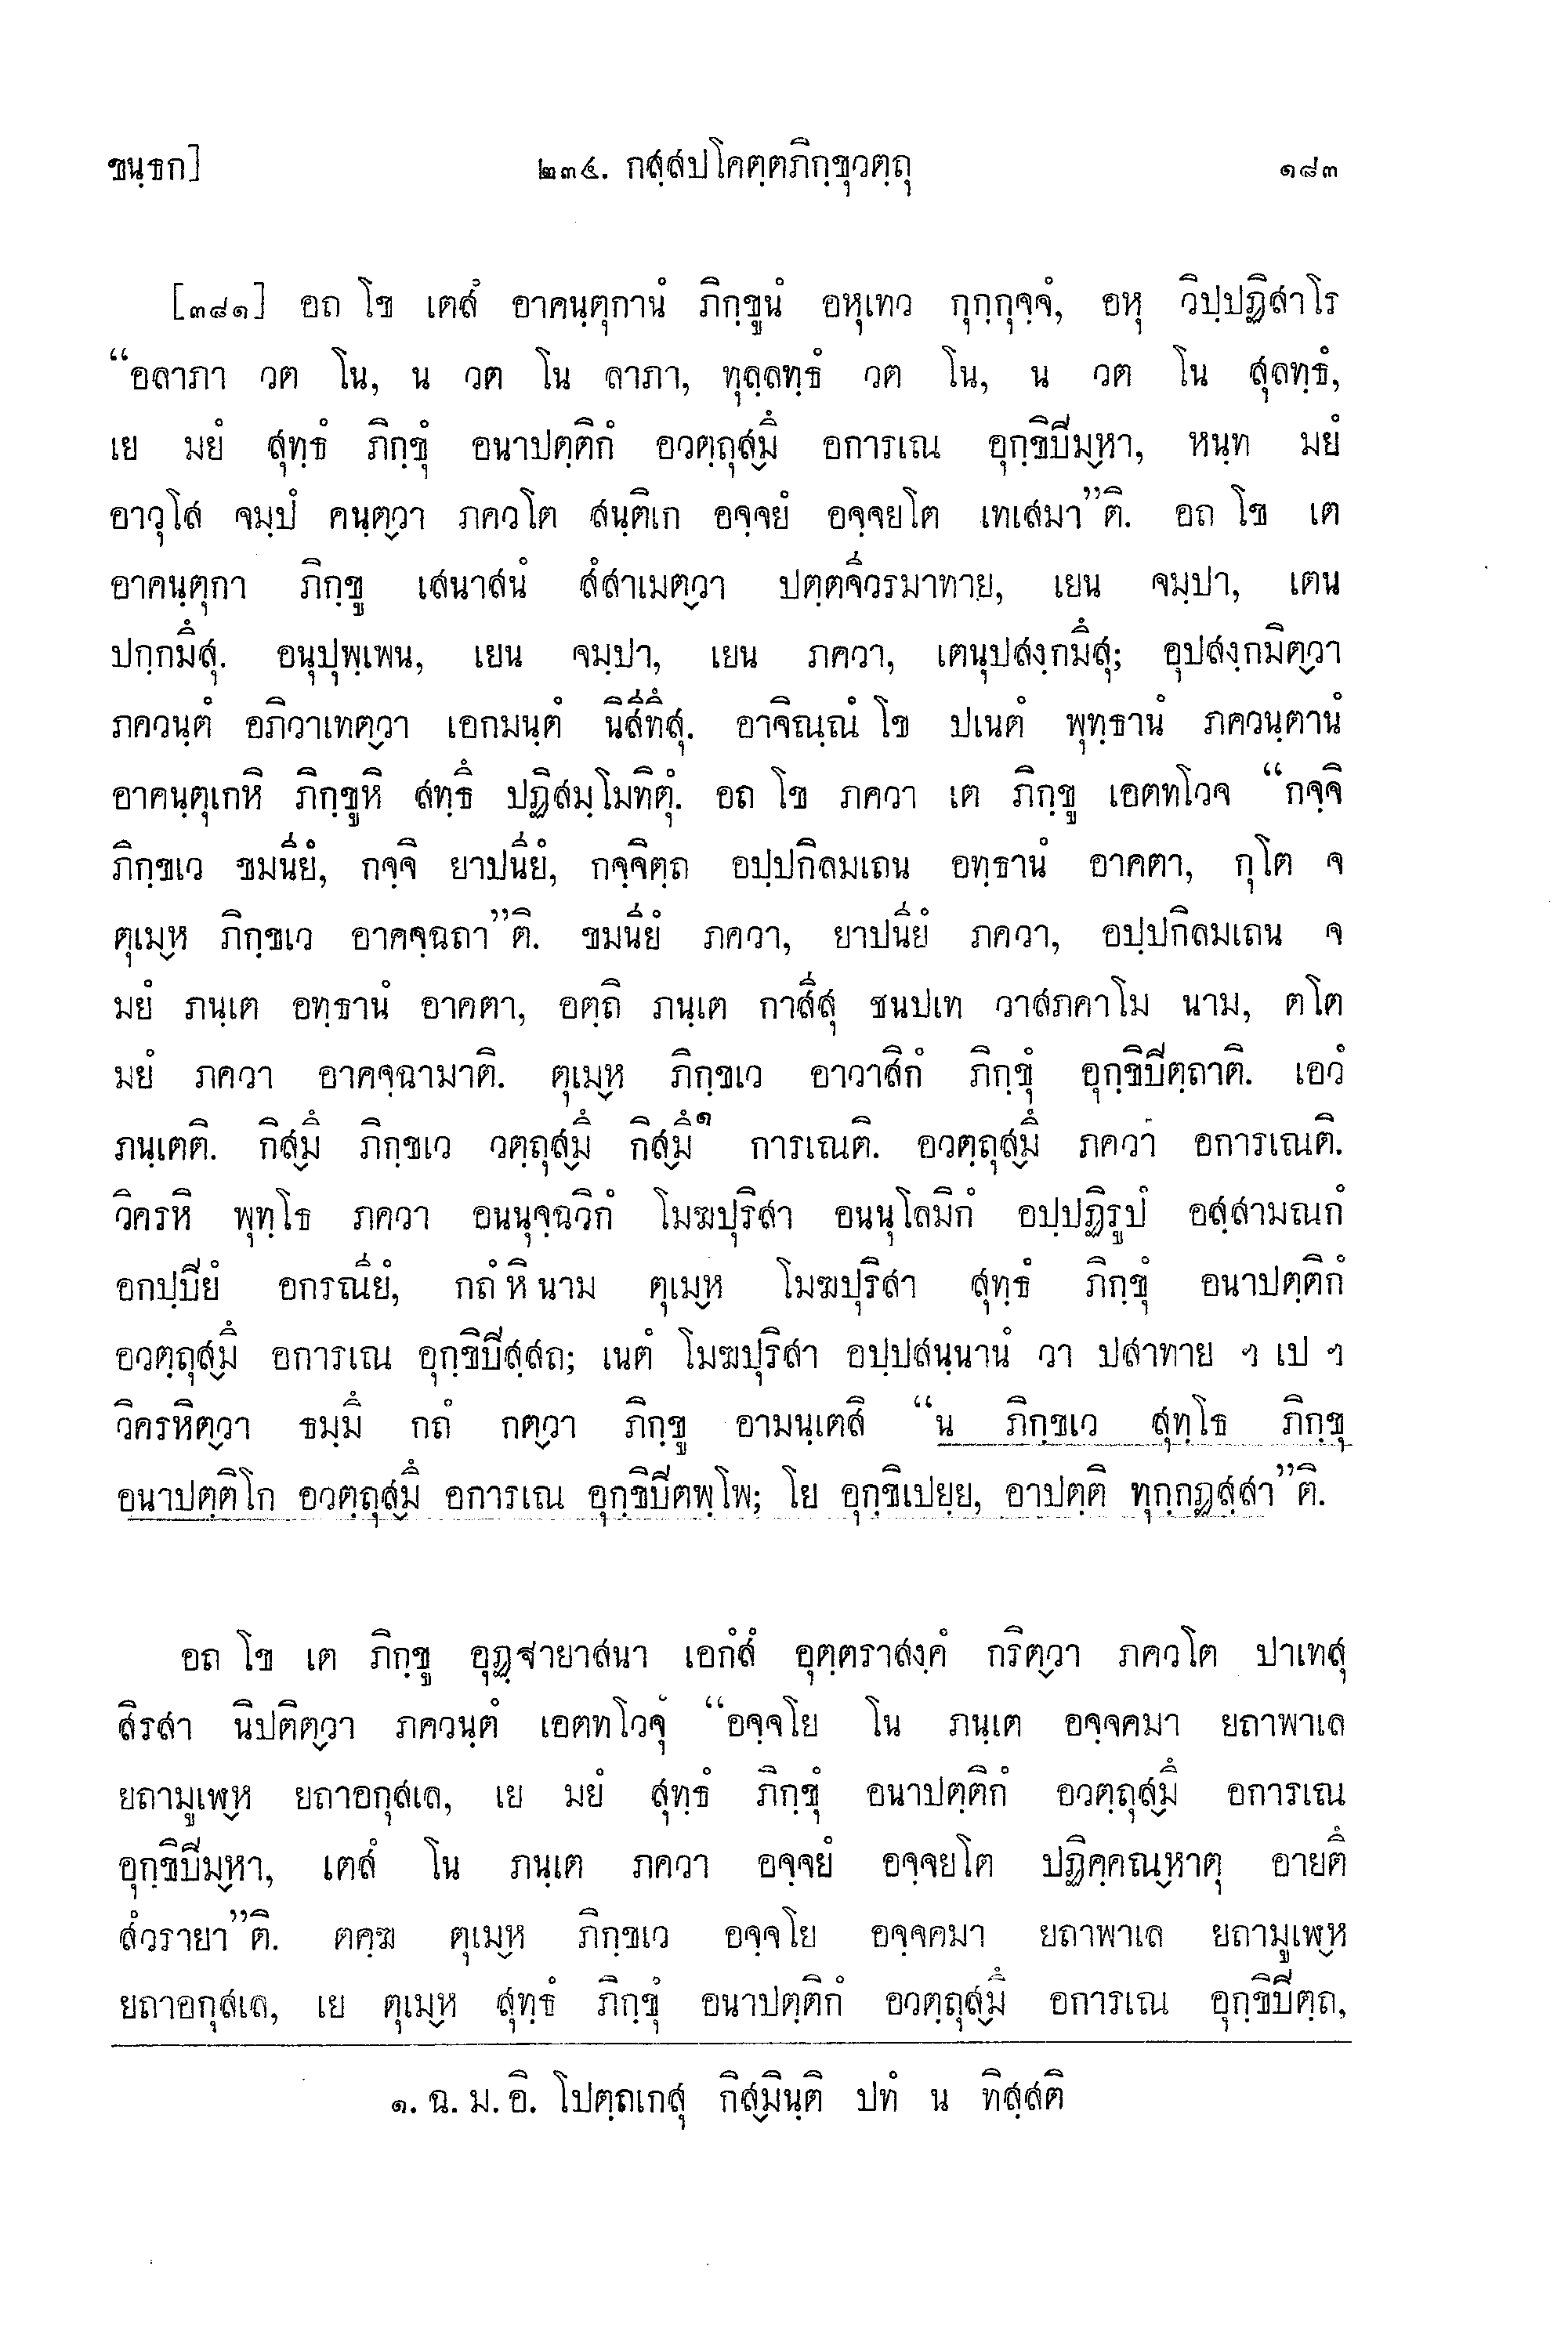 ขนฺธก] ๒๓๔. กสฺสปโคตฺตภิกฺขุวตฺถุ ๑๘๓
[๓๘๑] อถ โข เตสํ อาคนฺตุกานํ ภิกฺขูนํ อหุเทว กุกฺกุจฺจํ, อหุ วิปฺปฏิสาโร
“อลาภา วต โน, น วต โน ลาภา, ทุลฺลทฺธํ วต โน, น วต โน สุลทฺธํ,
เย มยํ สุทฺธํ ภิกฺขุํ อนาปตฺติกํ อวตฺถุสฺมึ อการเณ อุกฺขิปีมฺหา, หนฺท มยํ
อาวุโส จมฺปํ คนฺตฺวา ภควโต สนฺติเก อจฺจยํ อจฺจยโต เทเสมา”ติ. อถ โข เต
อาคนฺตุกา ภิกฺขู เสนาสนํ สํสาเมตฺวา ปตฺตจีวรมาทาย, เยน จมฺปา, เตน
ปกฺกมึสุ. อนุปุพฺเพน, เยน จมฺปา, เยน ภควา, เตนุปสงฺกมึสุ; อุปสงฺกมิตฺวา
ภควนฺตํ อภิวาเทตฺวา เอกมนฺตํ นิสีทึสุ. อาจิณฺณํ โข ปเนตํ พุทฺธานํ ภควนฺตานํ
อาคนฺตุเกหิ ภิกฺขูหิ สทฺธึ ปฏิสมฺโมทิตุํ. อถ โข ภควา เต ภิกฺขู เอตทโวจ “กจฺจิ
ภิกฺขเว ขมนียํ, กจฺจิ ยาปนียํ, กจฺจิตฺถ อปฺปกิลมเถน อทฺธานํ อาคตา, กุโต จ
ตุมฺเห ภิกฺขเว อาคจฺฉถา”ติ. ขมนียํ ภควา, ยาปนียํ ภควา, อปฺปกิลมเถน จ
มยํ ภนฺเต อทฺธานํ อาคตา, อตฺถิ ภนฺเต กาสีสุ ชนปเท วาสภคาโม นาม, ตโต
มยํ ภควา อาคจฺฉามาติ. ตุเมฺห ภิกฺขเว อาวาสิกํ ภิกฺขุํ อุกฺขิปีตฺถาติ. เอวํ
ภนฺเตติ. กิสฺมึ ภิกฺขเว วตฺถุสฺมึ กิสฺมึ๑ การเณติ. อวตฺถุสฺมึ ภควา อการเณติ.
วิครหิ พุทฺโธ ภควา อนนุจฺฉวิกํ โมฆปุริสา อนนุโลมิกํ อปฺปฏิรูปํ อสฺสามณกํ
อกปฺปิยํ อกรณียํ, กถํ หิ นาม ตุเมฺห โมฆปุริสา สุทฺธํ ภิกฺขุํ อนาปตฺติกํ
อวตฺถุสฺมึ อการเณ อุกฺขิปิสฺสถ; เนตํ โมฆปุริสา อปฺปสนฺนานํ วา ปสาทาย ฯ เป ฯ
วิครหิตฺวา ธมฺมึ กถํ กตฺวา ภิกฺขู อามนฺเตสิ “น ภิกฺขเว สุทฺโธ ภิกฺขุ
อนาปตฺติโก อวตฺถุสฺมึ อการเณ อุกฺขิปิตพฺโพ; โย อุกฺขิเปยฺย, อาปตฺติ ทุกฺกฏสฺสา”ติ.
อถ โข เต ภิกฺขู อุฏฺฐายาสนา เอกํสํ อุตฺตราสงฺคํ กริตฺวา ภควโต ปาเทสุ
สิรสา นิปติตฺวา ภควนฺตํ เอตทโวจุํ “อจฺจโย โน ภนฺเต อจฺจคมา ยถาพาเล
ยถามูเฬฺห ยถาอกุสเล, เย มยํ สุทฺธํ ภิกฺขุํ อนาปตฺติกํ อวตฺถุสฺมึ อการเณ
อุกฺขิปีมฺหา, เตสํ โน ภนฺเต ภควา อจฺจยํ อจฺจยโต ปฏิคฺคณฺหาตุ อายตึ
สํวรายา”ติ. ตคฺฆ ตุเมฺห ภิกฺขเว อจฺจโย อจฺจคมา ยถาพาเล ยถามูเฬฺห
ยถาอกุสเล, เย ตุเมฺห สุทฺธํ ภิกฺขุํ อนาปตฺติกํ อวตฺถุสฺมึ อการเณ อุกฺขิปีตฺถ,
๑. ฉ. ม. อิ. โปตฺถเกสุ กิสฺมินฺติ ปทํ น ทิสฺสติ